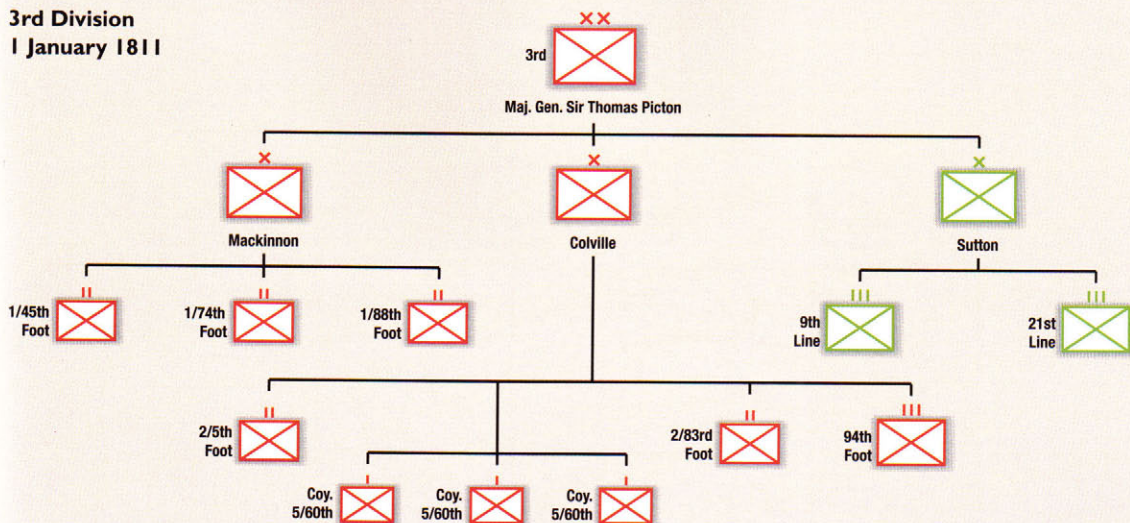 3rd Division
1 January 1811
3rd
Maj. Gen. Sir Thomas Picton
Mackinnon
Colville
Sutton
1/45th
Foot
1/74th
Foot
1/88th
Foot
9th
Line
21st
Line
2/5th
Foot
2/83rd
Foot
94th
Foot
Coy.
5/60th
Coy.
5/60th
Coy.
5/60th